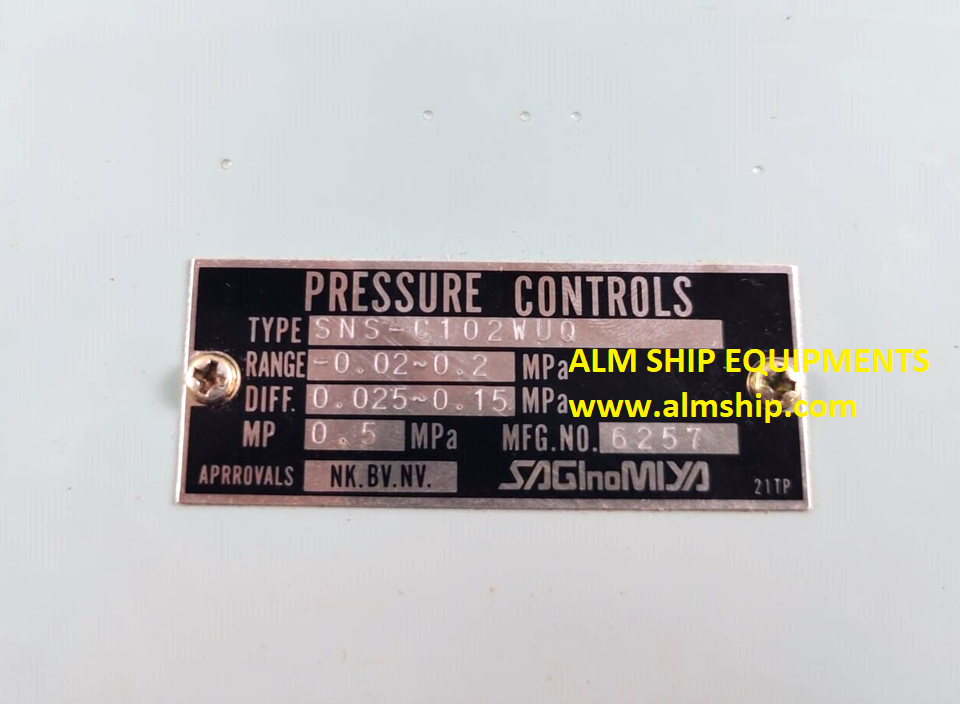 PRESSURE CONTROLS
TYPE SNS-C102WUQ
RANGE -0.02~0.2 MPa
ALM SHIP EQUIPMENTS
DIFF. 0.025~0.15 MPa
www.almship.com
MP 0.5 MPa MFG.NO. 6257
APRROVALS NK.BV.NV. SAGInoMIYA 21TP